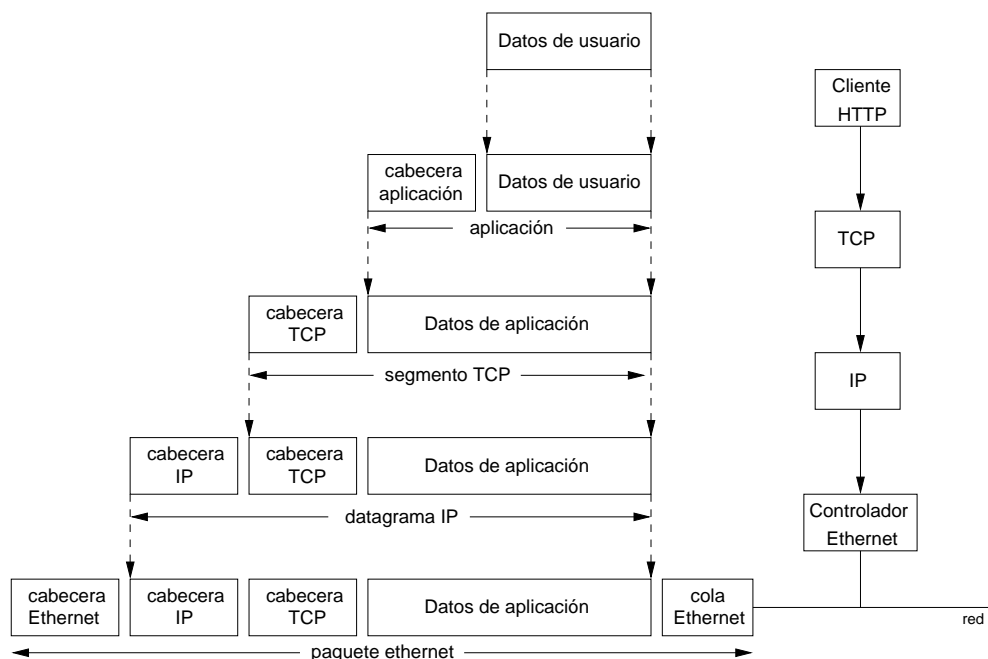 Datos de usuario
cabecera
aplicación
Datos de usuario
aplicación
cabecera
TCP
Datos de aplicación
segmento TCP
cabecera
IP
cabecera
TCP
Datos de aplicación
datagrama IP
cabecera
Ethernet
cabecera
IP
cabecera
TCP
Datos de aplicación
cola
Ethernet
paquete ethernet
Cliente
HTTP
TCP
IP
Controlador
Ethernet
red